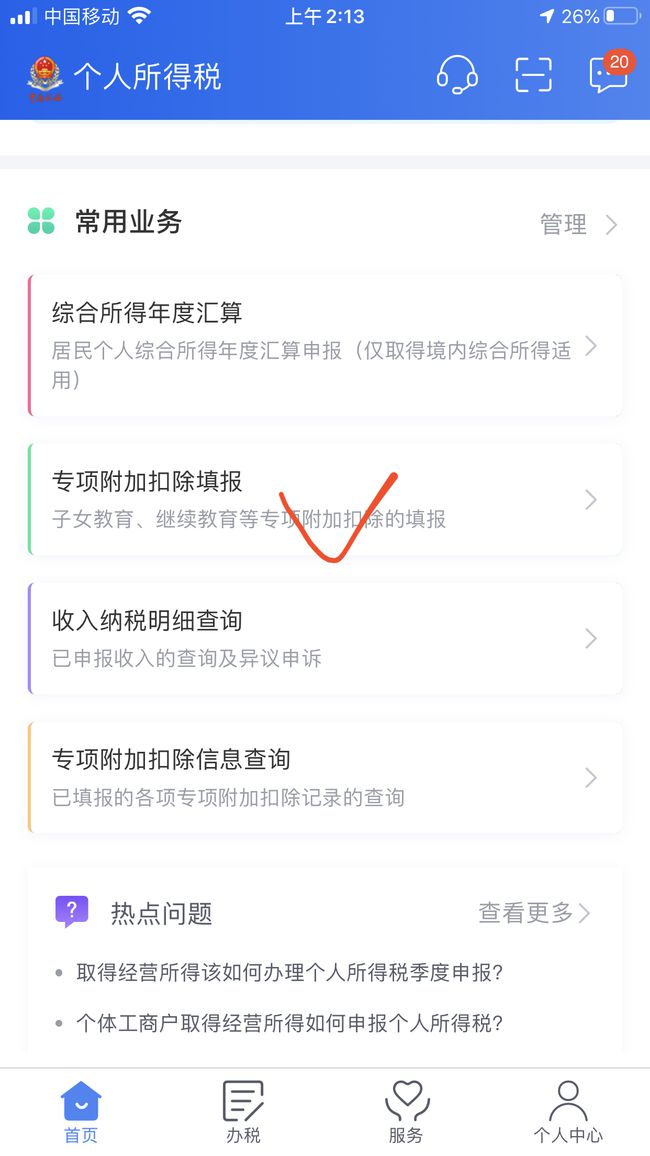 中国移动 上午2:13 26%
个人所得税 20
常用业务 管理
综合所得年度汇算
居民个人综合所得年度汇算申报（仅取得境内综合所得适
用）
专项附加扣除填报
子女教育、继续教育等专项附加扣除的填报
收入纳税明细查询
已申报收入的查询及异议申诉
专项附加扣除信息查询
已填报的各项专项附加扣除记录的查询
? 热点问题 查看更多
• 取得经营所得该如何办理个人所得税季度申报?
• 个体工商户取得经营所得如何申报个人所得税?
首页 办税 服务 个人中心